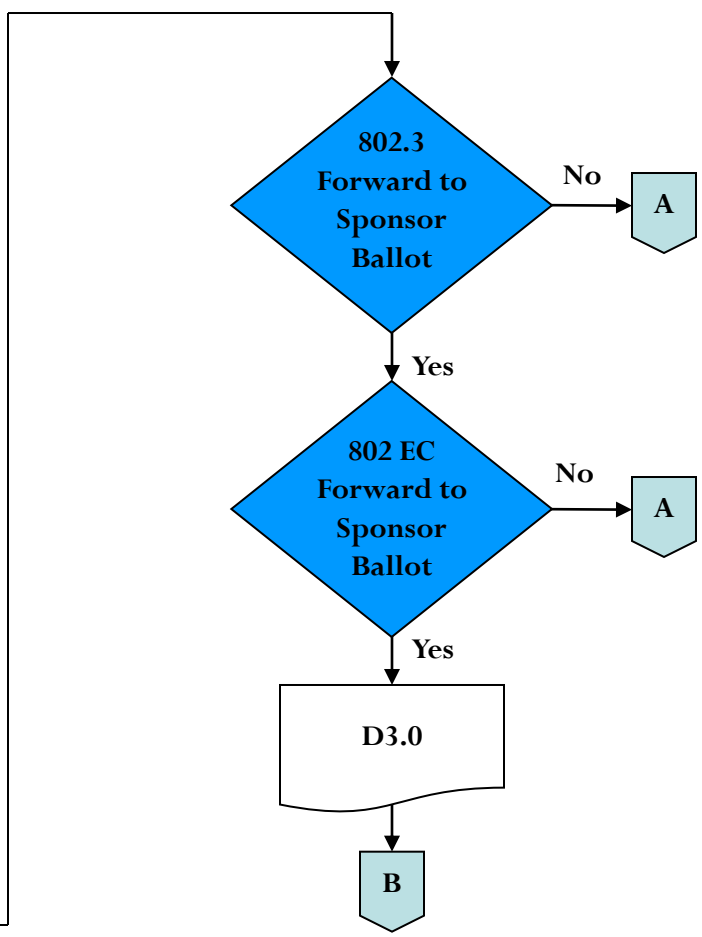 802.3
Forward to
Sponsor
Ballot
No
A
Yes
802 EC
Forward to
Sponsor
Ballot
No
A
Yes
D3.0
B